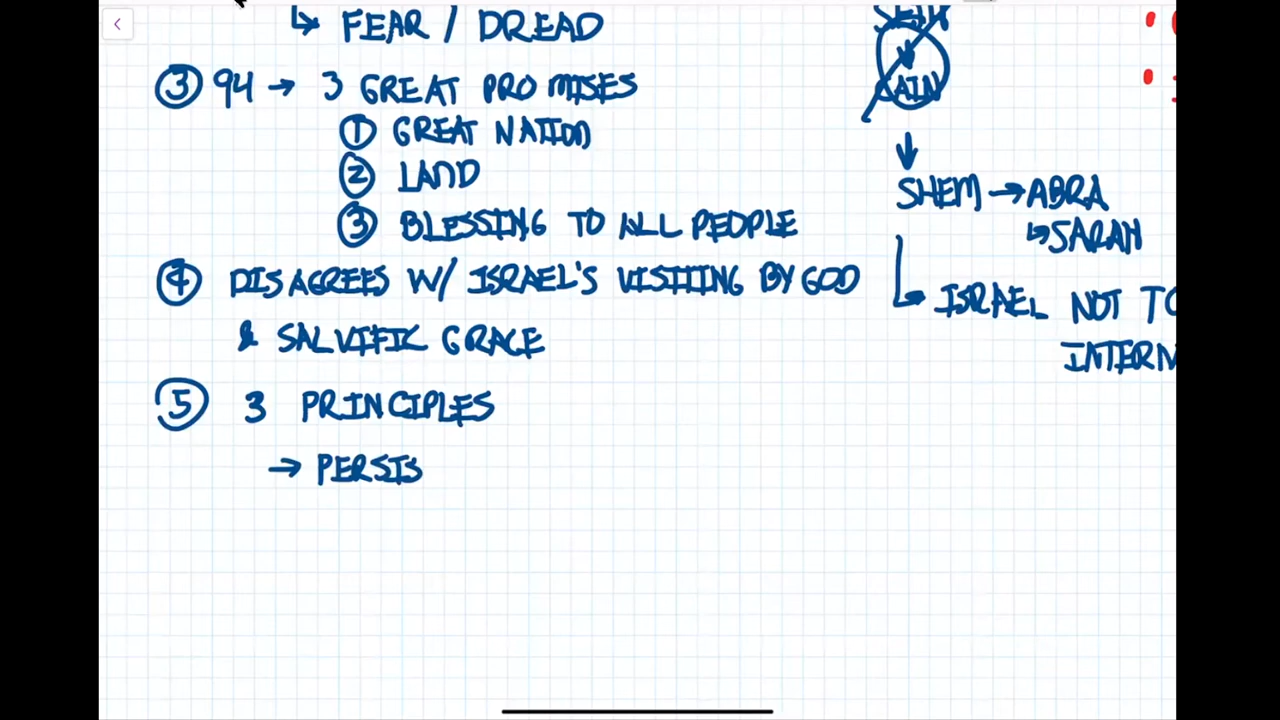 ↳ FEAR / DREAD
③ 94 → 3 GREAT PROMISES
① GREAT NATION
② LAND
③ BLESSING TO ALL PEOPLE
④ DISAGREES W/ ISRAEL'S VISITING BY GOD
& SALVIFIC GRACE
⑤ 3 PRINCIPLES
→ PERSIS
SETH
↓
CAIN
↓
SHEM → ABRA
↳ SARAH
ISRAEL NOT TO
INTERN